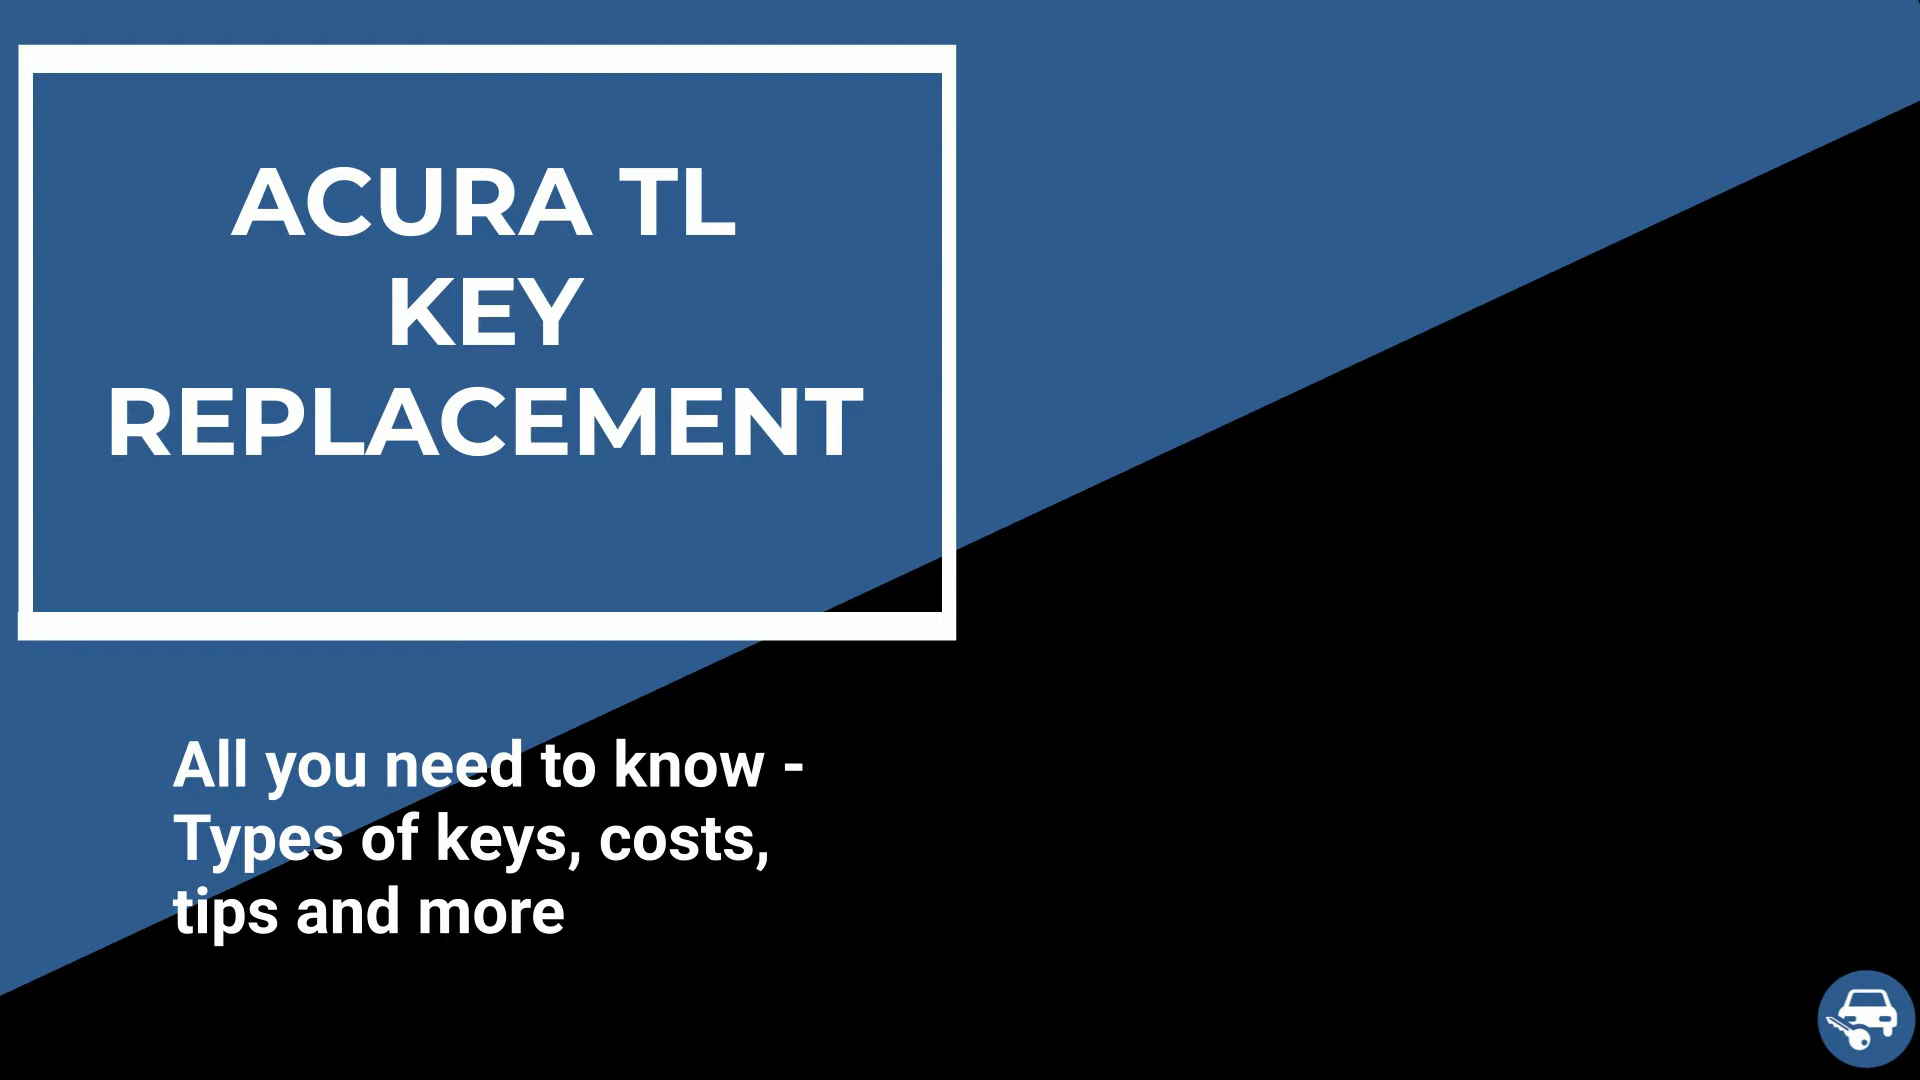 ACURA TL
KEY
REPLACEMENT
All you need to know -
Types of keys, costs,
tips and more